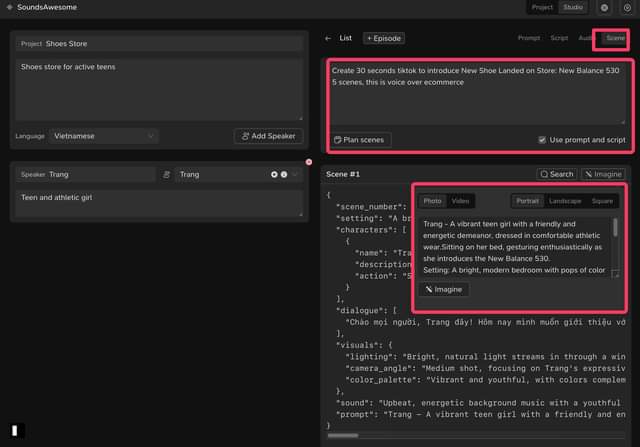 SoundsAwesome
Project Studio
Project Shoes Store
Shoes store for active teens
Language Vietnamese Add Speaker
Speaker Trang Trang
Teen and athletic girl
← List + Episode
Prompt Script Audio Scene
Create 30 seconds tiktok to introduce New Shoe Landed on Store: New Balance 530
5 scenes, this is voice over ecommerce
Plan scenes Use prompt and script
Scene #1 Search Imagine
Photo Video Portrait Landscape Square
Trang - A vibrant teen girl with a friendly and
energetic demeanor, dressed in comfortable athletic
wear.Sitting on her bed, gesturing enthusiastically as
she introduces the New Balance 530.
Setting: A bright, modern bedroom with pops of color
Imagine
{
"scene_number":
"setting": "A br
"characters": [
{
"name": "Tra
"description
"action": "S
}
],
"dialogue": [
"Chào mọi người, Trang đây! Hôm nay mình muốn giới thiệu vớ
],
"visuals": {
"lighting": "Bright, natural light streams in through a win
"camera_angle": "Medium shot, focusing on Trang's expressiv
"color_palette": "Vibrant and youthful, with colors complem
},
"sound": "Upbeat, energetic background music with a youthful
"prompt": "Trang - A vibrant teen girl with a friendly and en
}